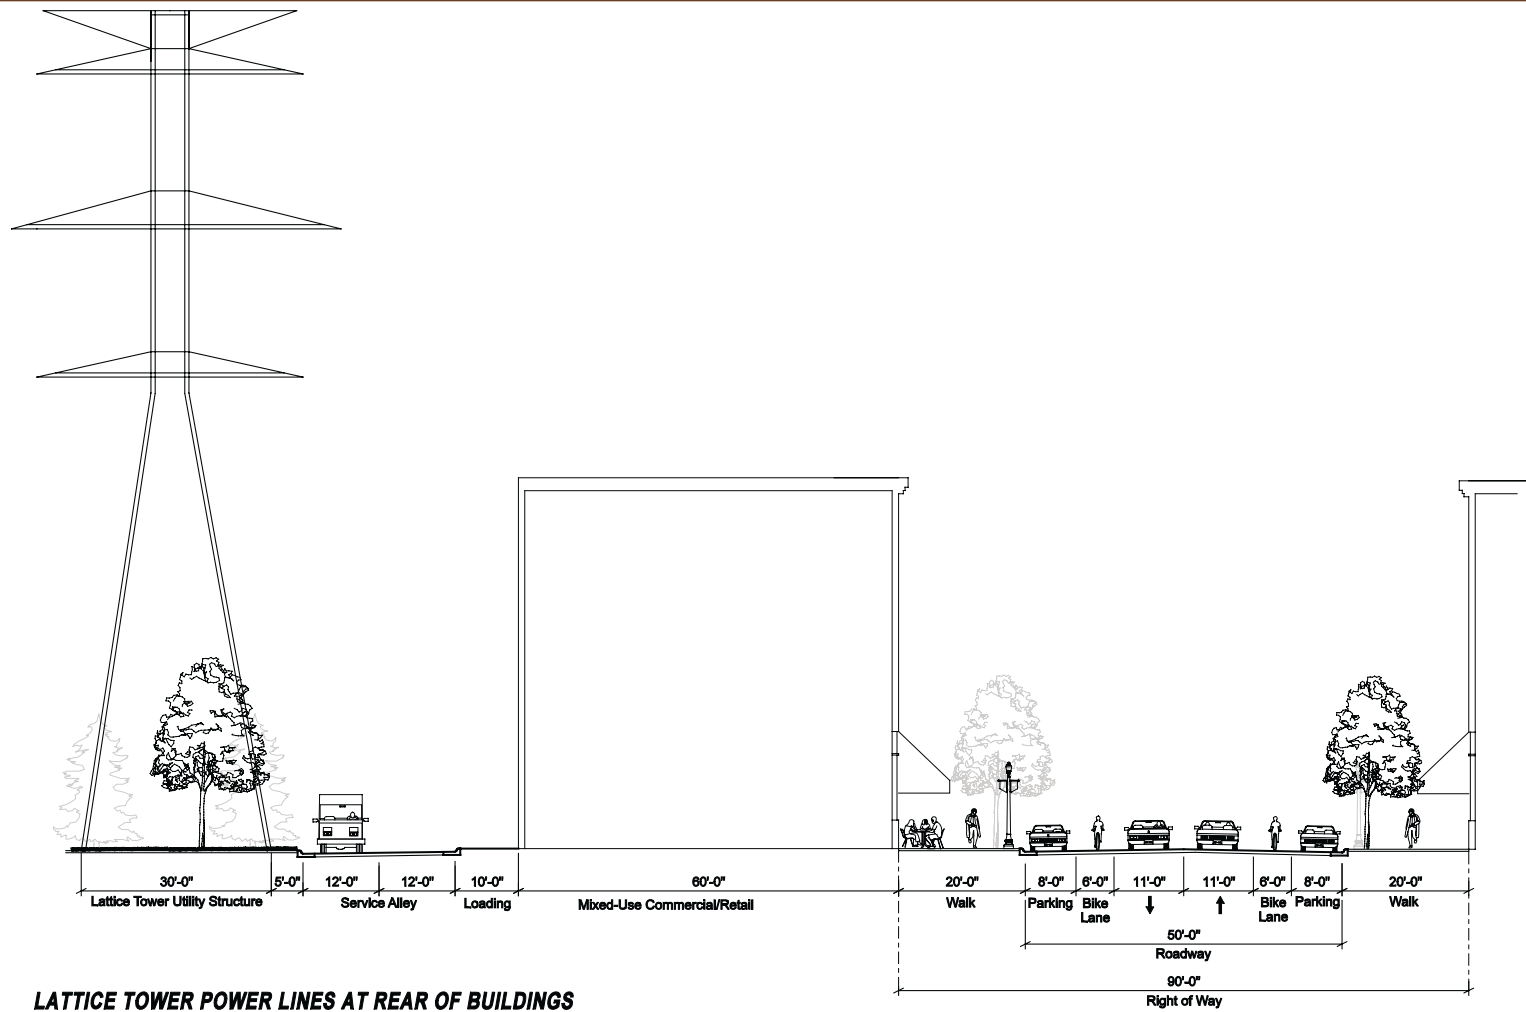 30'-0" 5'-0" 12'-0" 12'-0" 10'-0" 60'-0" 20'-0" 8'-0" 6'-0" 11'-0" 11'-0" 6'-0" 8'-0" 20'-0"
Lattice Tower Utility Structure Service Alley Loading Mixed-Use Commercial/Retail Walk Parking Bike Bike Parking Walk
Lane Lane
50'-0"
Roadway
90'-0"
Right of Way
LATTICE TOWER POWER LINES AT REAR OF BUILDINGS